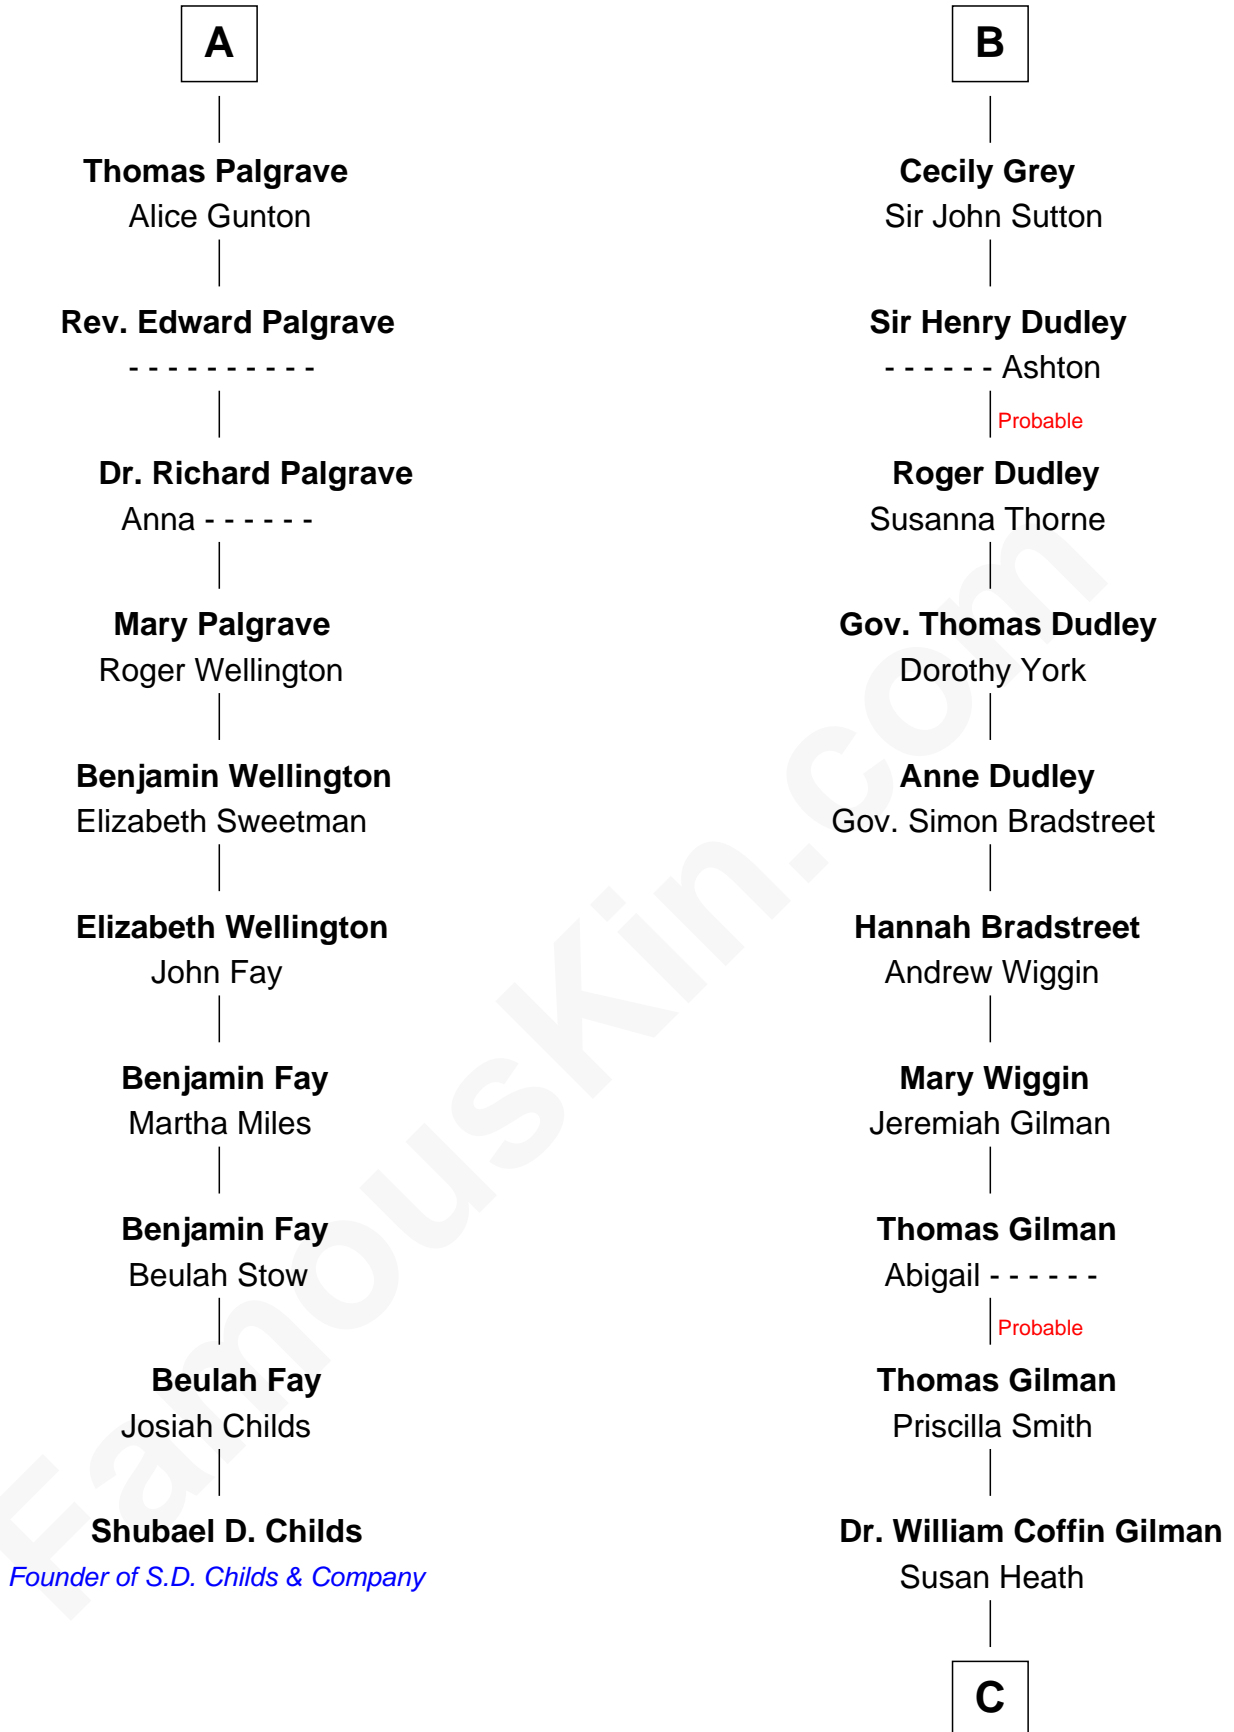 A
Thomas Palgrave
Alice Gunton
Rev. Edward Palgrave
- - - - - - - - - -
Dr. Richard Palgrave
Anna - - - - - -
Mary Palgrave
Roger Wellington
Benjamin Wellington
Elizabeth Sweetman
Elizabeth Wellington
John Fay
Benjamin Fay
Martha Miles
Benjamin Fay
Beulah Stow
Beulah Fay
Josiah Childs
Shubael D. Childs
Founder of S.D. Childs & Company
B
Cecily Grey
Sir John Sutton
Sir Henry Dudley
- - - - - - Ashton
Probable
Roger Dudley
Susanna Thorne
Gov. Thomas Dudley
Dorothy York
Anne Dudley
Gov. Simon Bradstreet
Hannah Bradstreet
Andrew Wiggin
Mary Wiggin
Jeremiah Gilman
Thomas Gilman
Abigail - - - - - -
Probable
Thomas Gilman
Priscilla Smith
Dr. William Coffin Gilman
Susan Heath
C
FamousKin.com